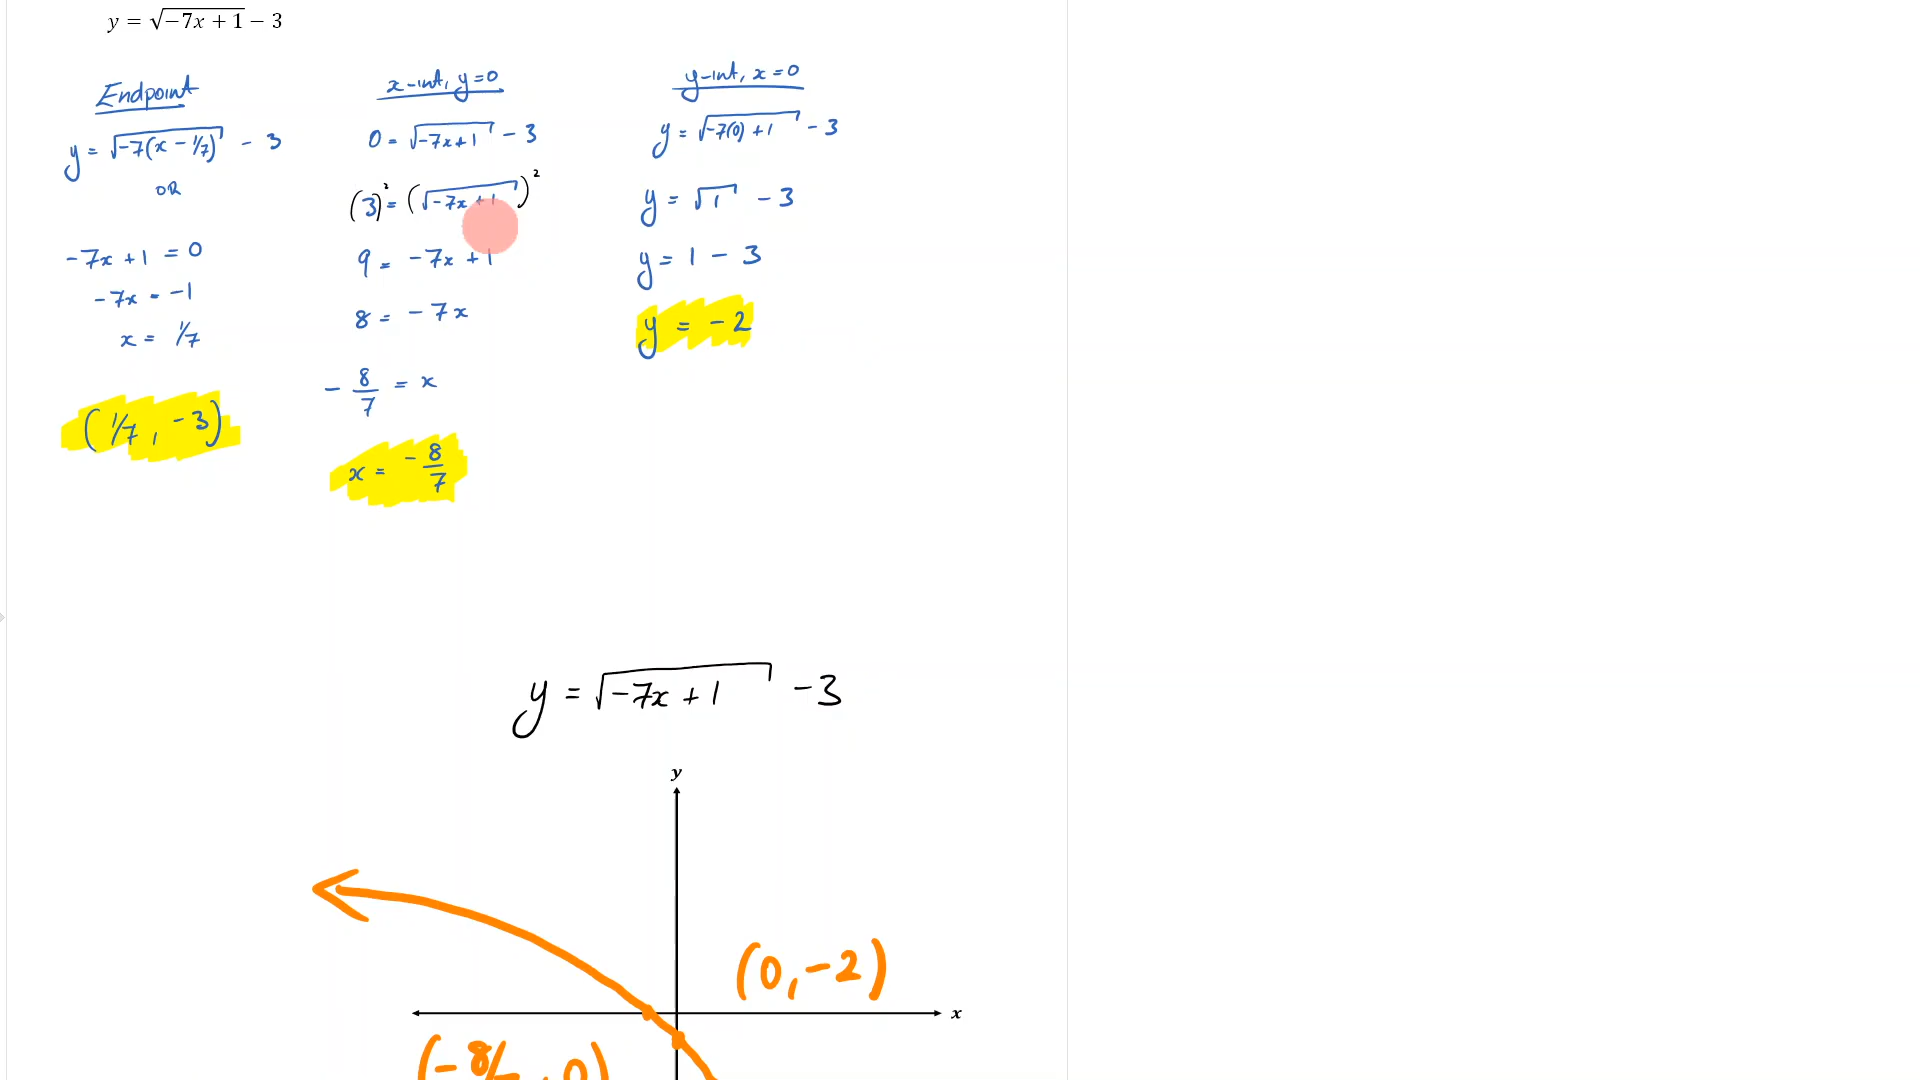 y = √(−7x + 1) − 3
Endpoint
y = √(−7(x − 1/7)) − 3
OR
−7x + 1 = 0
−7x = −1
x = 1/7
(1/7, −3)
x−int, y=0
0 = √(−7x+1) − 3
(3)² = (√(−7x+1))²
9 = −7x + 1
8 = −7x
−8/7 = x
x = −8/7
y−int, x=0
y = √(−7(0)+1) − 3
y = √1 − 3
y = 1 − 3
y = −2
y = √(−7x + 1) − 3
y
(0, −2)
x